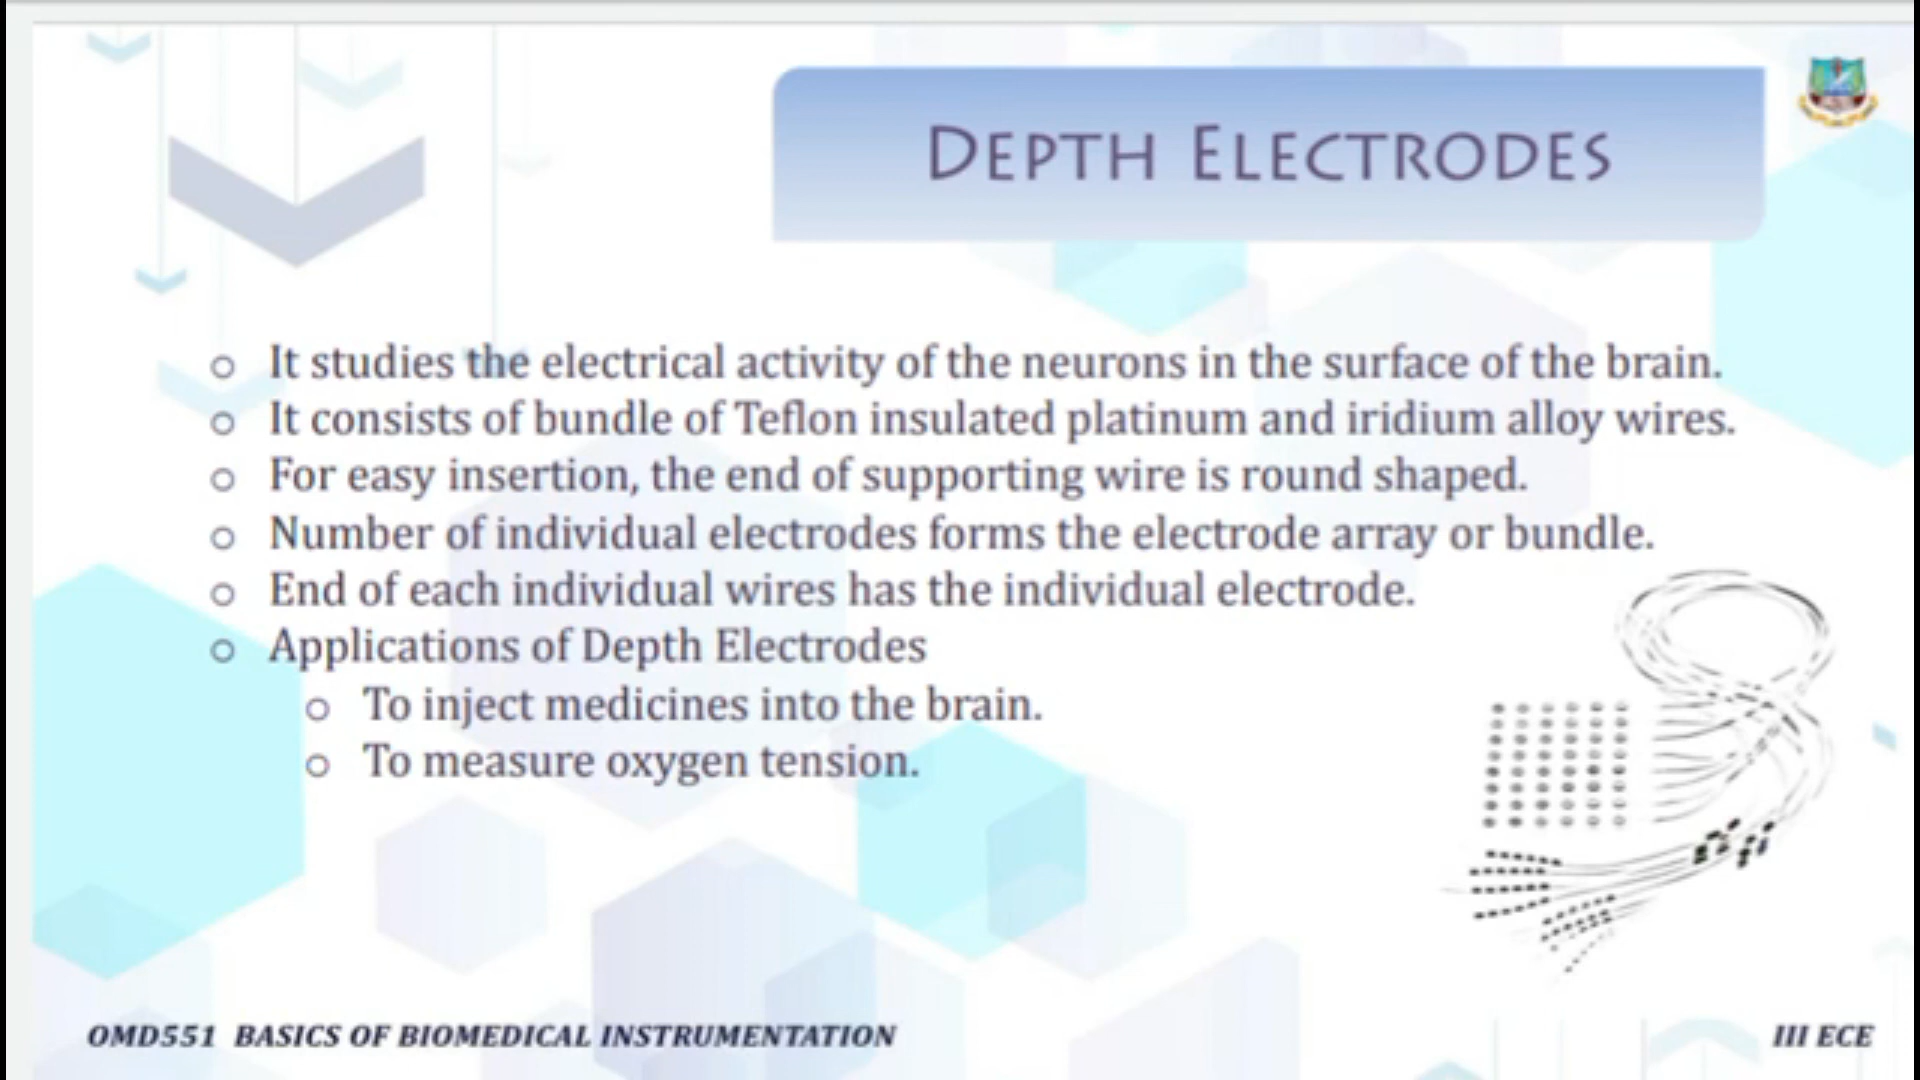 DEPTH ELECTRODES
It studies the electrical activity of the neurons in the surface of the brain.
It consists of bundle of Teflon insulated platinum and iridium alloy wires.
For easy insertion, the end of supporting wire is round shaped.
Number of individual electrodes forms the electrode array or bundle.
End of each individual wires has the individual electrode.
Applications of Depth Electrodes
To inject medicines into the brain.
To measure oxygen tension.
OMD551 BASICS OF BIOMEDICAL INSTRUMENTATION
III ECE